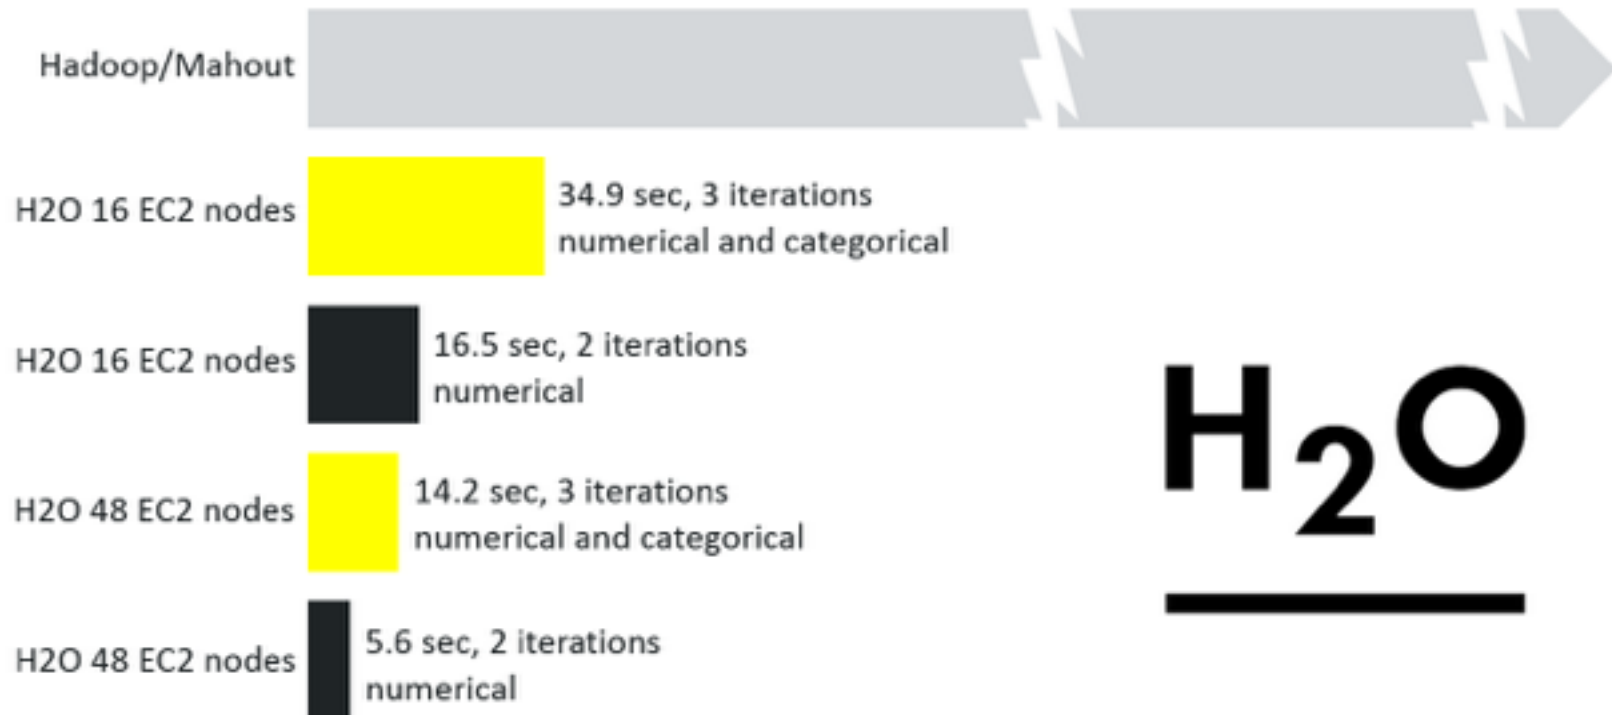 Hadoop/Mahout
H2O 16 EC2 nodes
34.9 sec, 3 iterations
numerical and categorical
H2O 16 EC2 nodes
16.5 sec, 2 iterations
numerical
H2O 48 EC2 nodes
14.2 sec, 3 iterations
numerical and categorical
H2O 48 EC2 nodes
5.6 sec, 2 iterations
numerical
H₂O